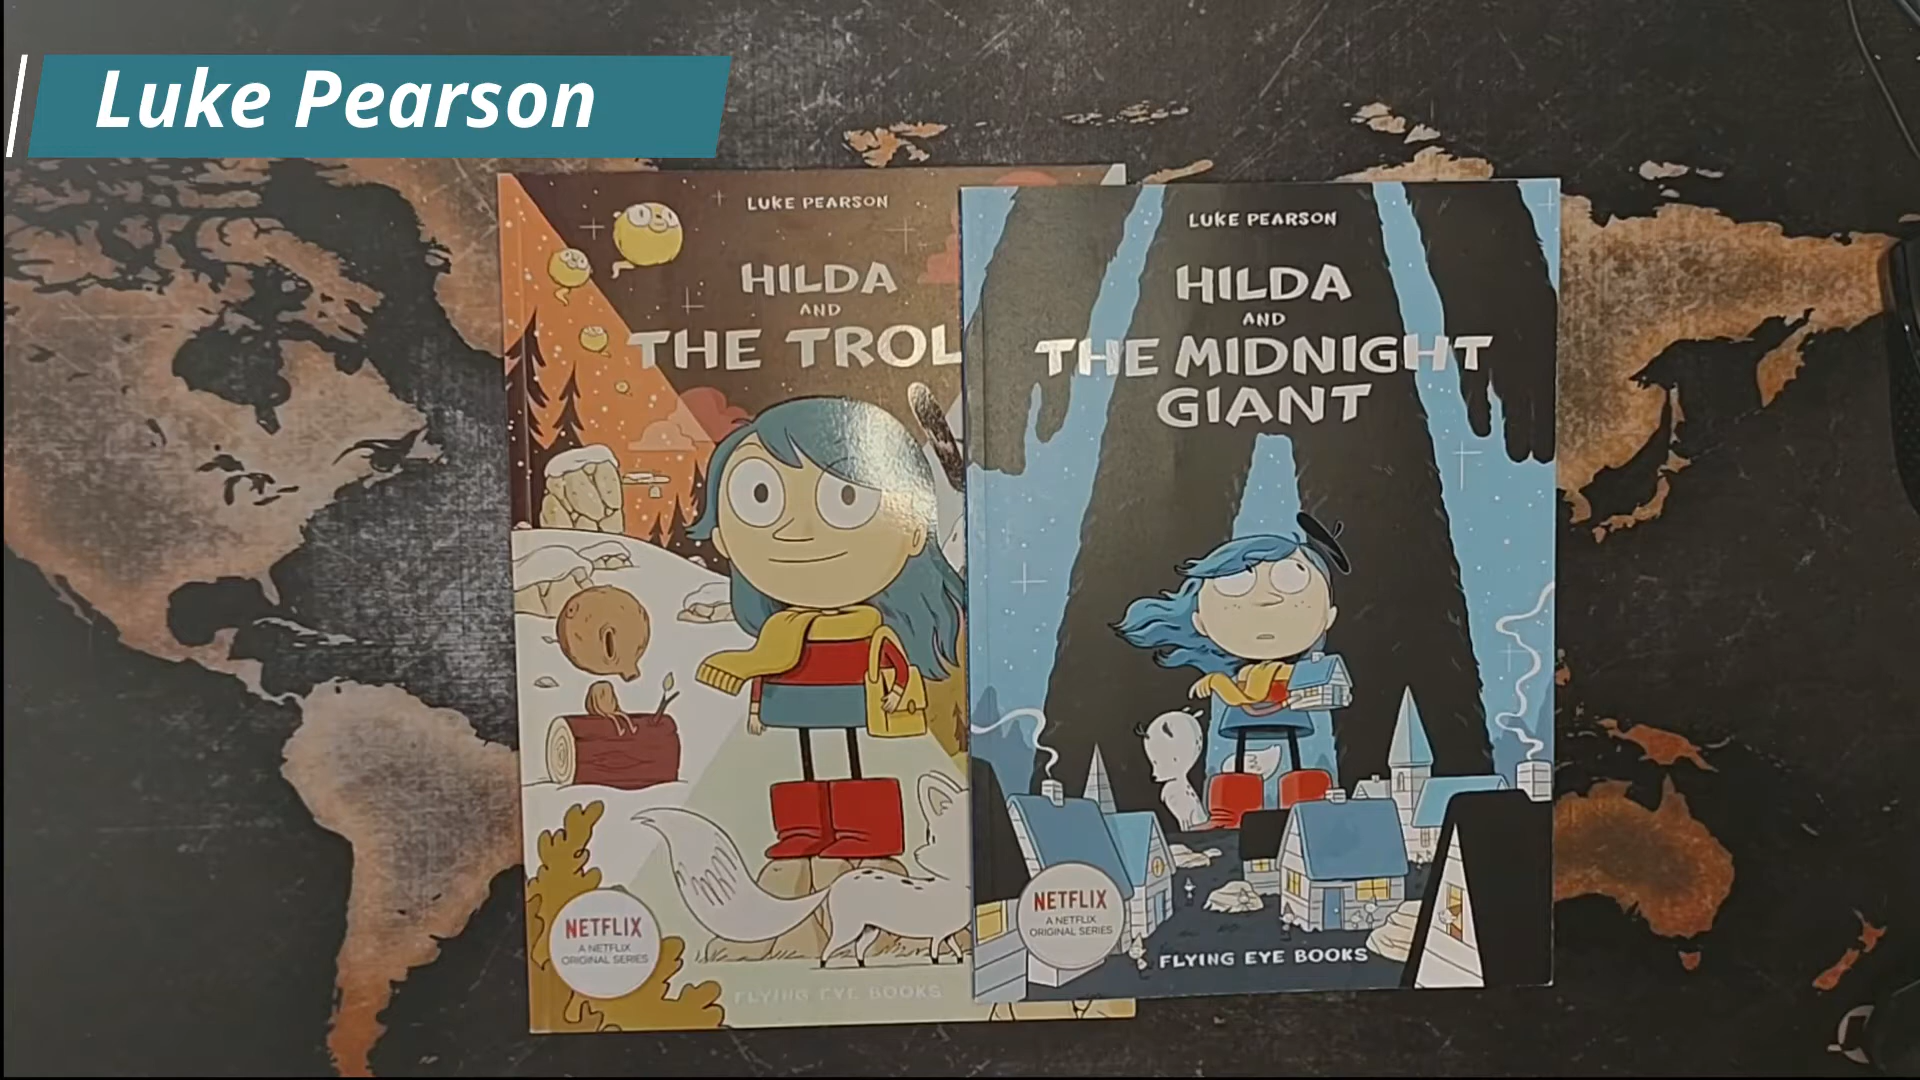 Luke Pearson
LUKE PEARSON
HILDA
AND
THE TROL
NETFLIX
A NETFLIX
ORIGINAL SERIES
FLYING EYE BOOKS
LUKE PEARSON
HILDA
AND
THE MIDNIGHT
GIANT
NETFLIX
A NETFLIX
ORIGINAL SERIES
FLYING EYE BOOKS